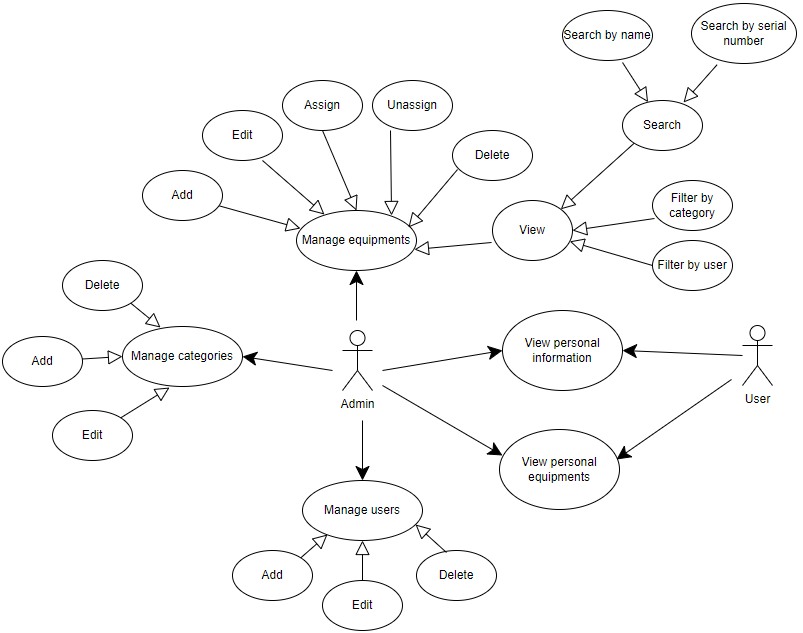 Search by name
Search by serial
number
Assign
Unassign
Edit
Search
Delete
Add
Filter by
category
Manage equipments
View
Filter by user
Delete
Manage categories
View personal
information
Add
Admin
User
Edit
View personal
equipments
Manage users
Add
Edit
Delete